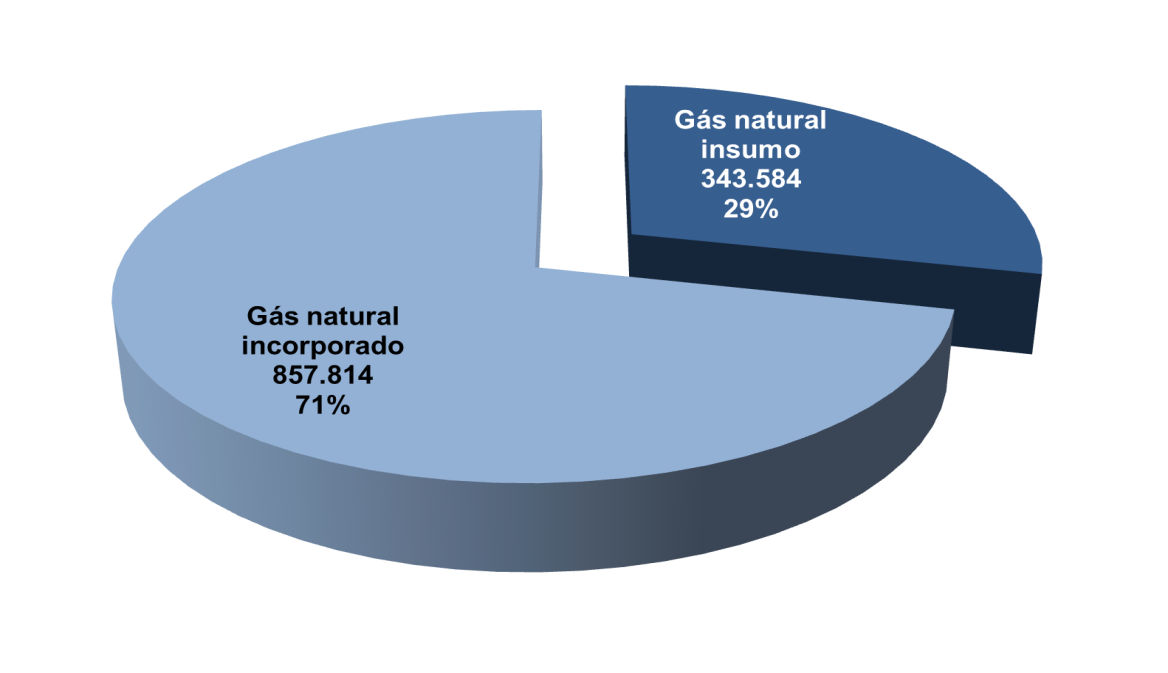 Gás natural
insumo
343.584
29%
Gás natural
incorporado
857.814
71%